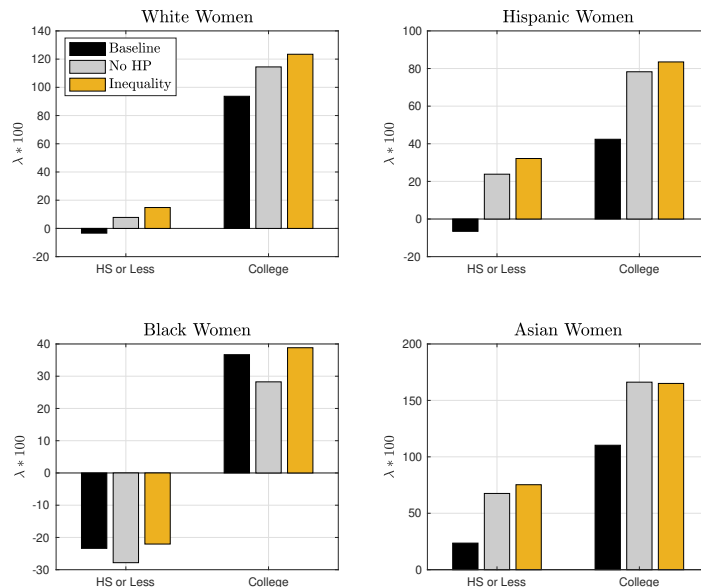 White Women
140
120
100
80
60
40
20
0
-20
λ * 100
Baseline
No HP
Inequality
HS or Less
College
Hispanic Women
100
80
60
40
20
0
-20
λ * 100
HS or Less
College
Black Women
40
30
20
10
0
-10
-20
-30
λ * 100
HS or Less
College
Asian Women
200
150
100
50
0
λ * 100
HS or Less
College